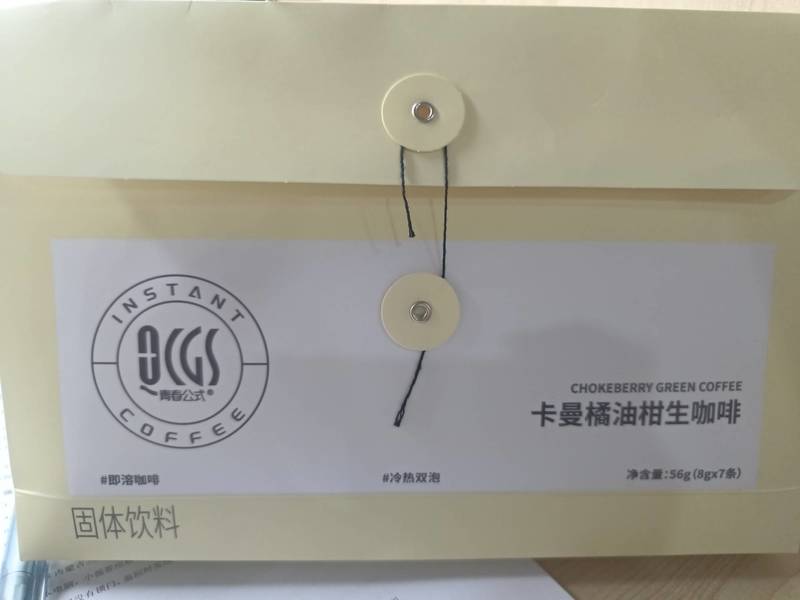 INSTANT
QCGS
青春公式®
COFFEE
CHOKEBERRY GREEN COFFEE
卡曼橘油柑生咖啡
#即溶咖啡
#冷热双泡
净含量:56g(8gx7条)
固体饮料